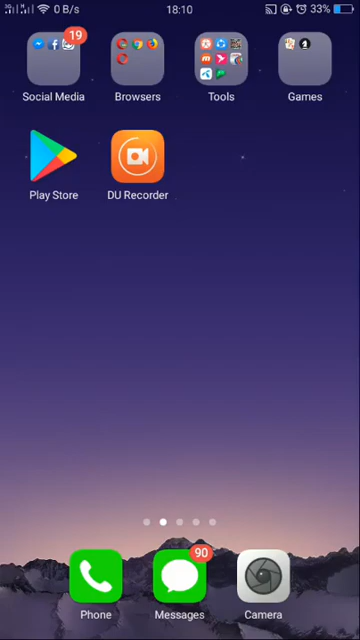 0 B/s 18:10 33%
19
Social Media Browsers Tools Games
Play Store DU Recorder
90
Phone Messages Camera